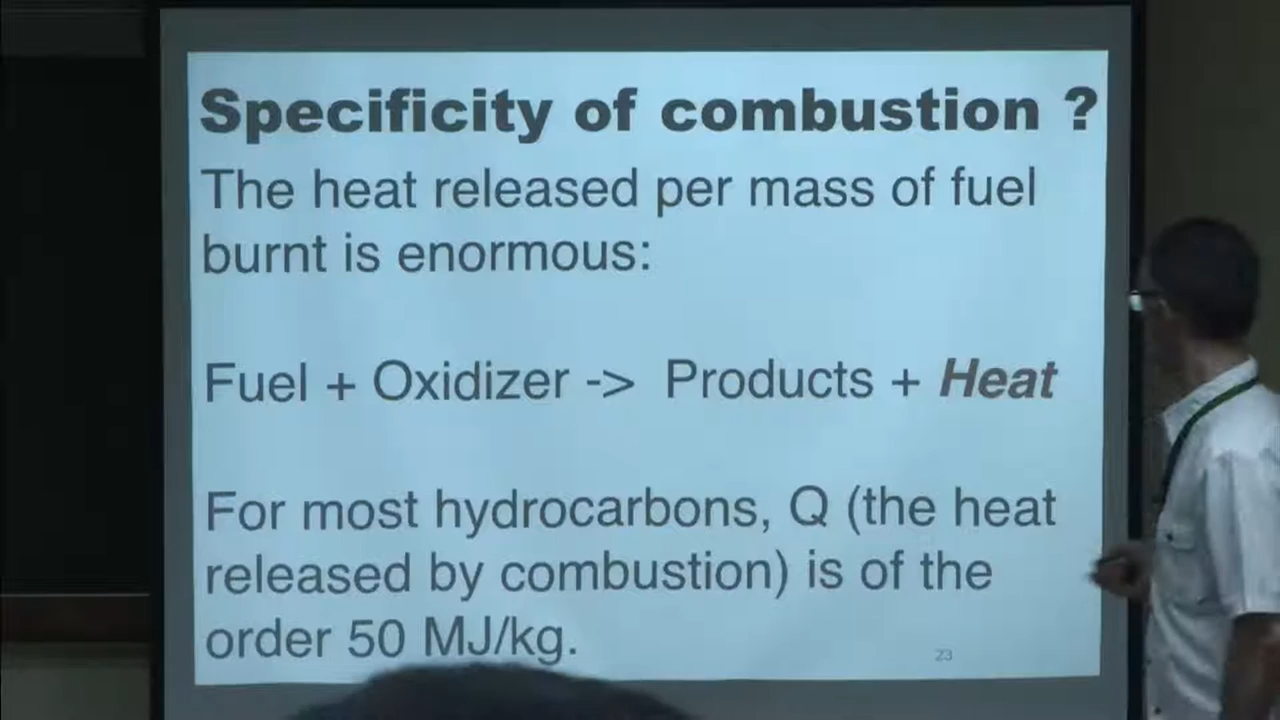 Specificity of combustion ?
The heat released per mass of fuel
burnt is enormous:
Fuel + Oxidizer -> Products + Heat
For most hydrocarbons, Q (the heat
released by combustion) is of the
order 50 MJ/kg.
23